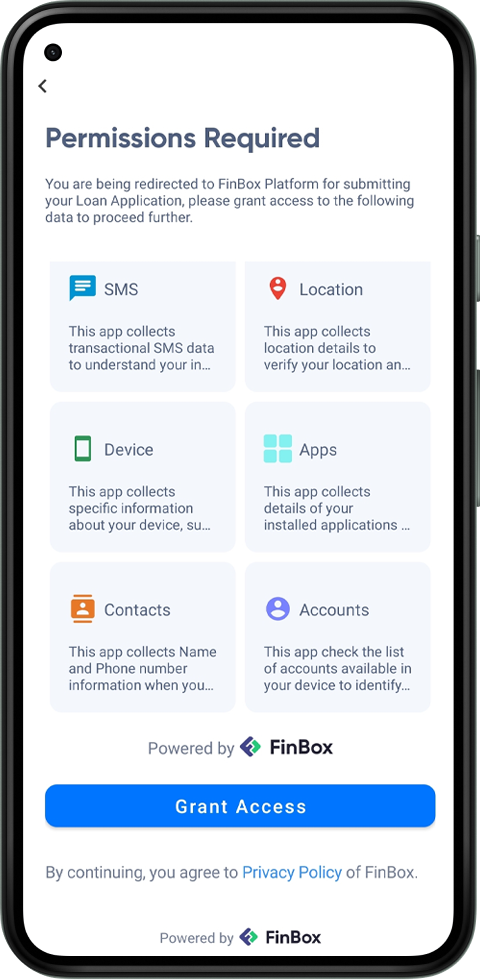 Permissions Required
You are being redirected to FinBox Platform for submitting
your Loan Application, please grant access to the following
data to proceed further.
SMS
This app collects
transactional SMS data
to understand your in...
Location
This app collects
location details to
verify your location an...
Device
This app collects
specific information
about your device, su...
Apps
This app collects
details of your
installed applications ...
Contacts
This app collects Name
and Phone number
information when you...
Accounts
This app check the list
of accounts available in
your device to identify...
Powered by FinBox
Grant Access
By continuing, you agree to Privacy Policy of FinBox.
Powered by FinBox